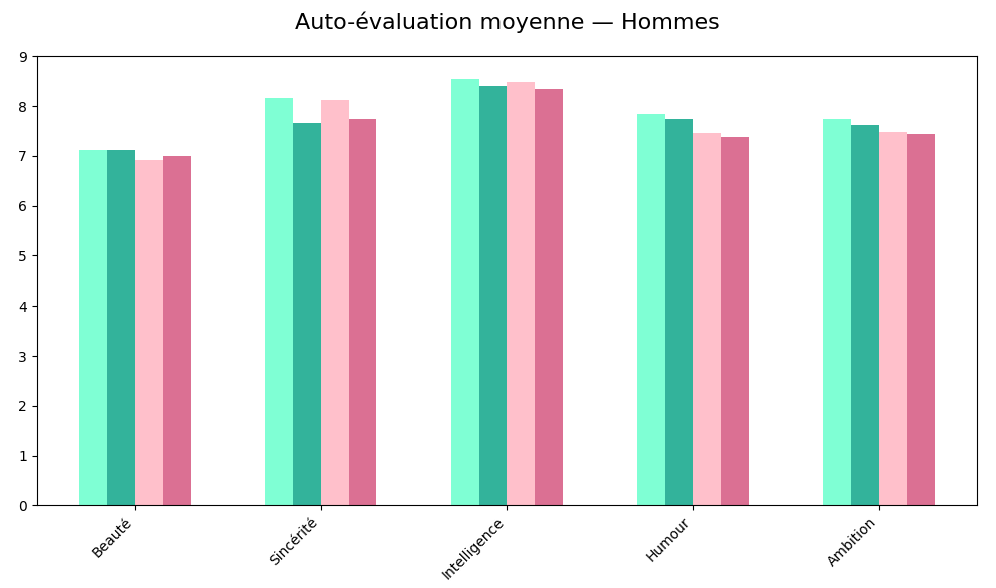 Auto-évaluation moyenne — Hommes
9
8
7
6
5
4
3
2
1
0
Beauté
Sincérité
Intelligence
Humour
Ambition